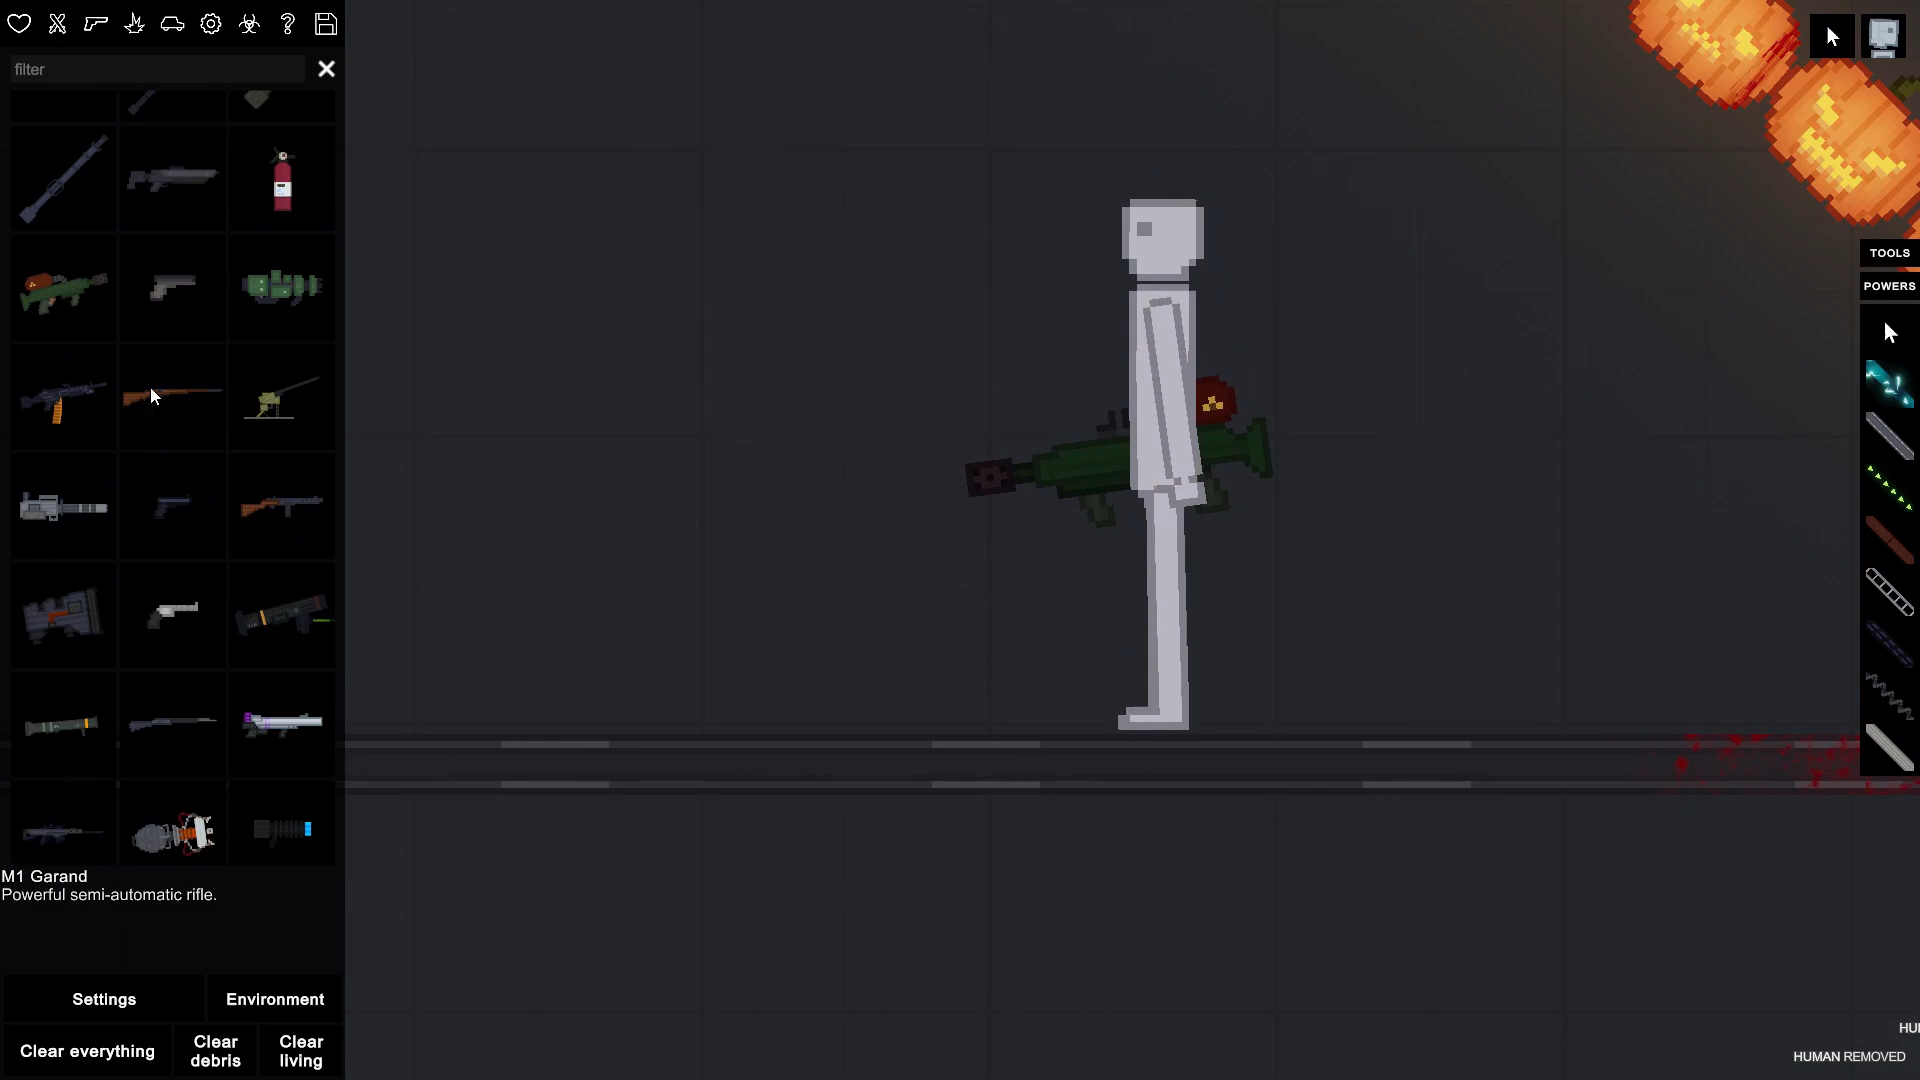 filter
TOOLS
POWERS
M1 Garand
Powerful semi-automatic rifle.
Settings
Environment
Clear everything
Clear debris
Clear living
HUMAN REMOVED